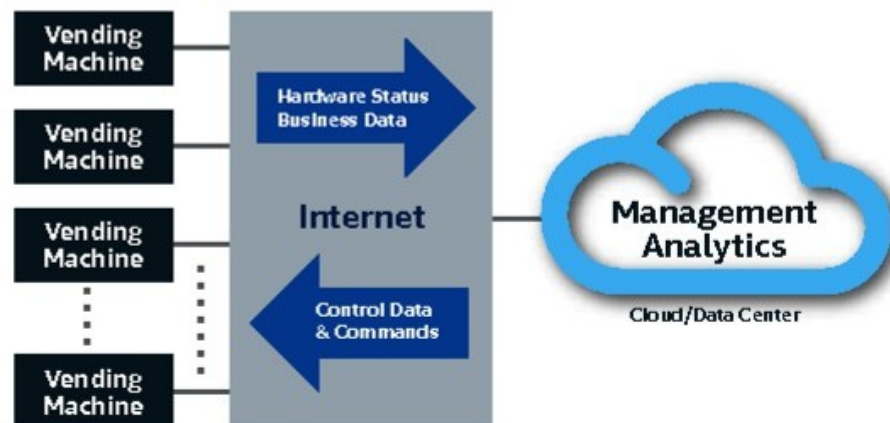 Vending
Machine
Vending
Machine
Vending
Machine
Vending
Machine
Hardware Status
Business Data
Internet
Control Data
& Commands
Management
Analytics
Cloud/Data Center